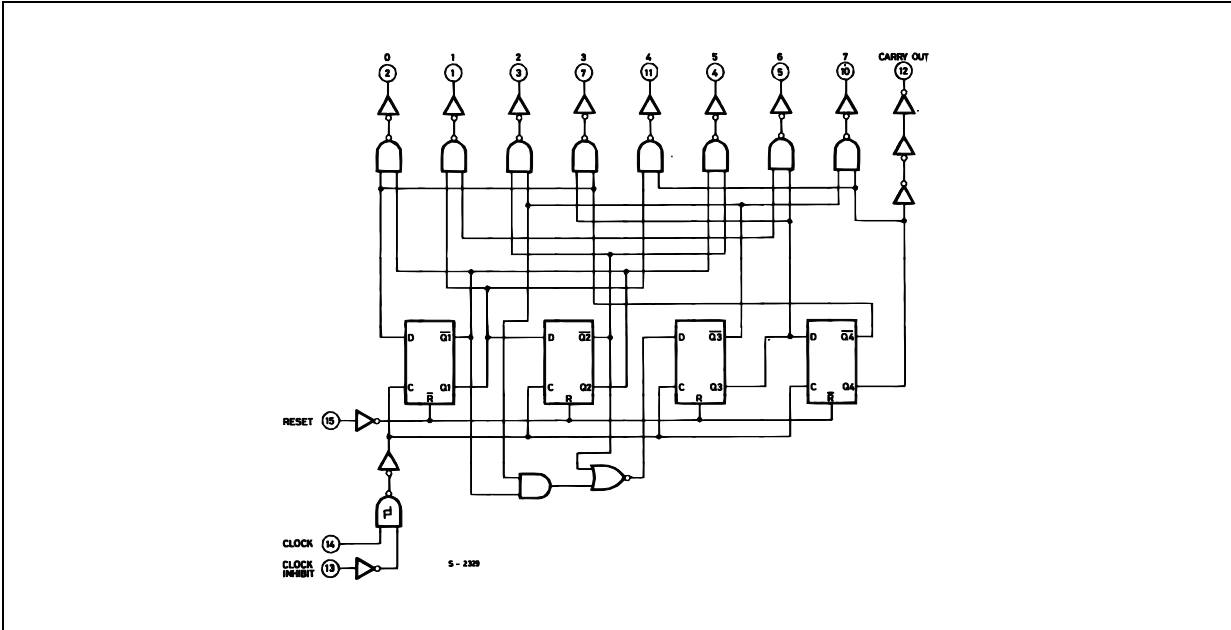 0 1 2 3 4 5 6 7 CARRY OUT
2 1 3 7 11 4 5 10 12
D Q1 D Q2 D Q3 D Q4
C Q1 C Q2 C Q3 C Q4
R R R R
RESET 15
CLOCK 14
CLOCK 13
INHIBIT
S - 2329